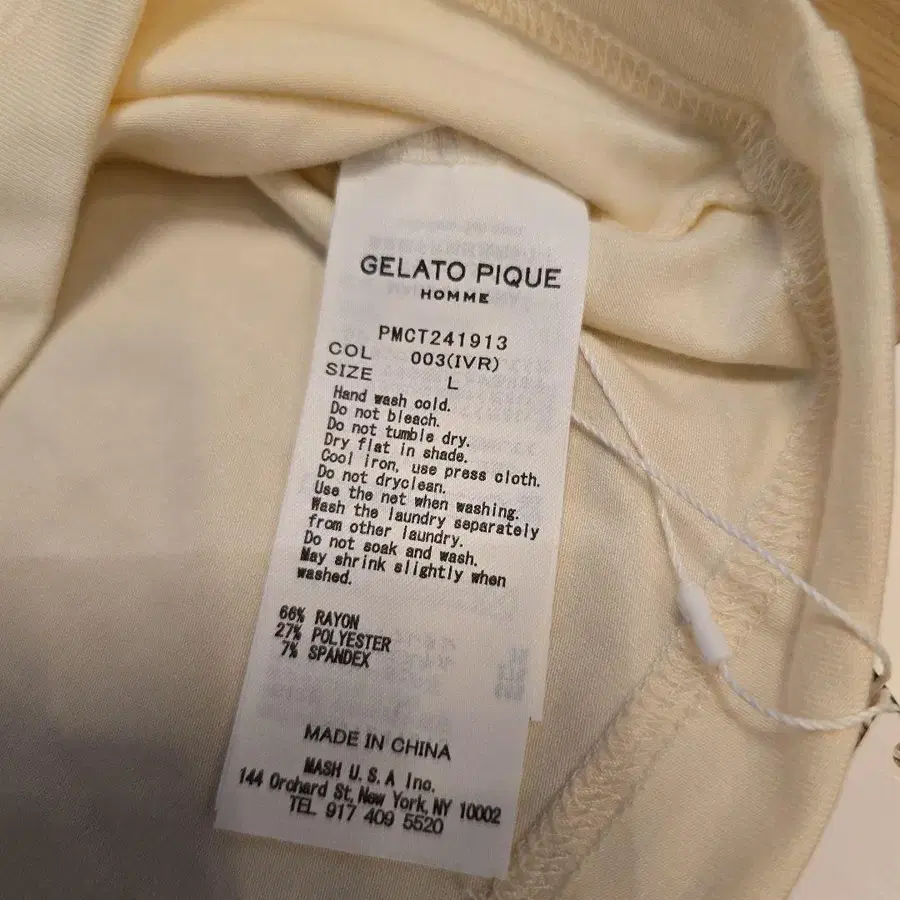 GELATO PIQUE
HOMME
PMCT241913
COL 003(IVR)
SIZE L
Hand wash cold.
Do not bleach.
Do not tumble dry.
Dry flat in shade.
Cool iron, use press cloth.
Do not dryclean.
Use the net when washing.
Wash the laundry separately
from other laundry.
Do not soak and wash.
May shrink slightly when
washed.
66% RAYON
27% POLYESTER
7% SPANDEX
MADE IN CHINA
MASH U.S.A Inc.
144 Orchard St, New York, NY 10002
TEL 917 409 5520